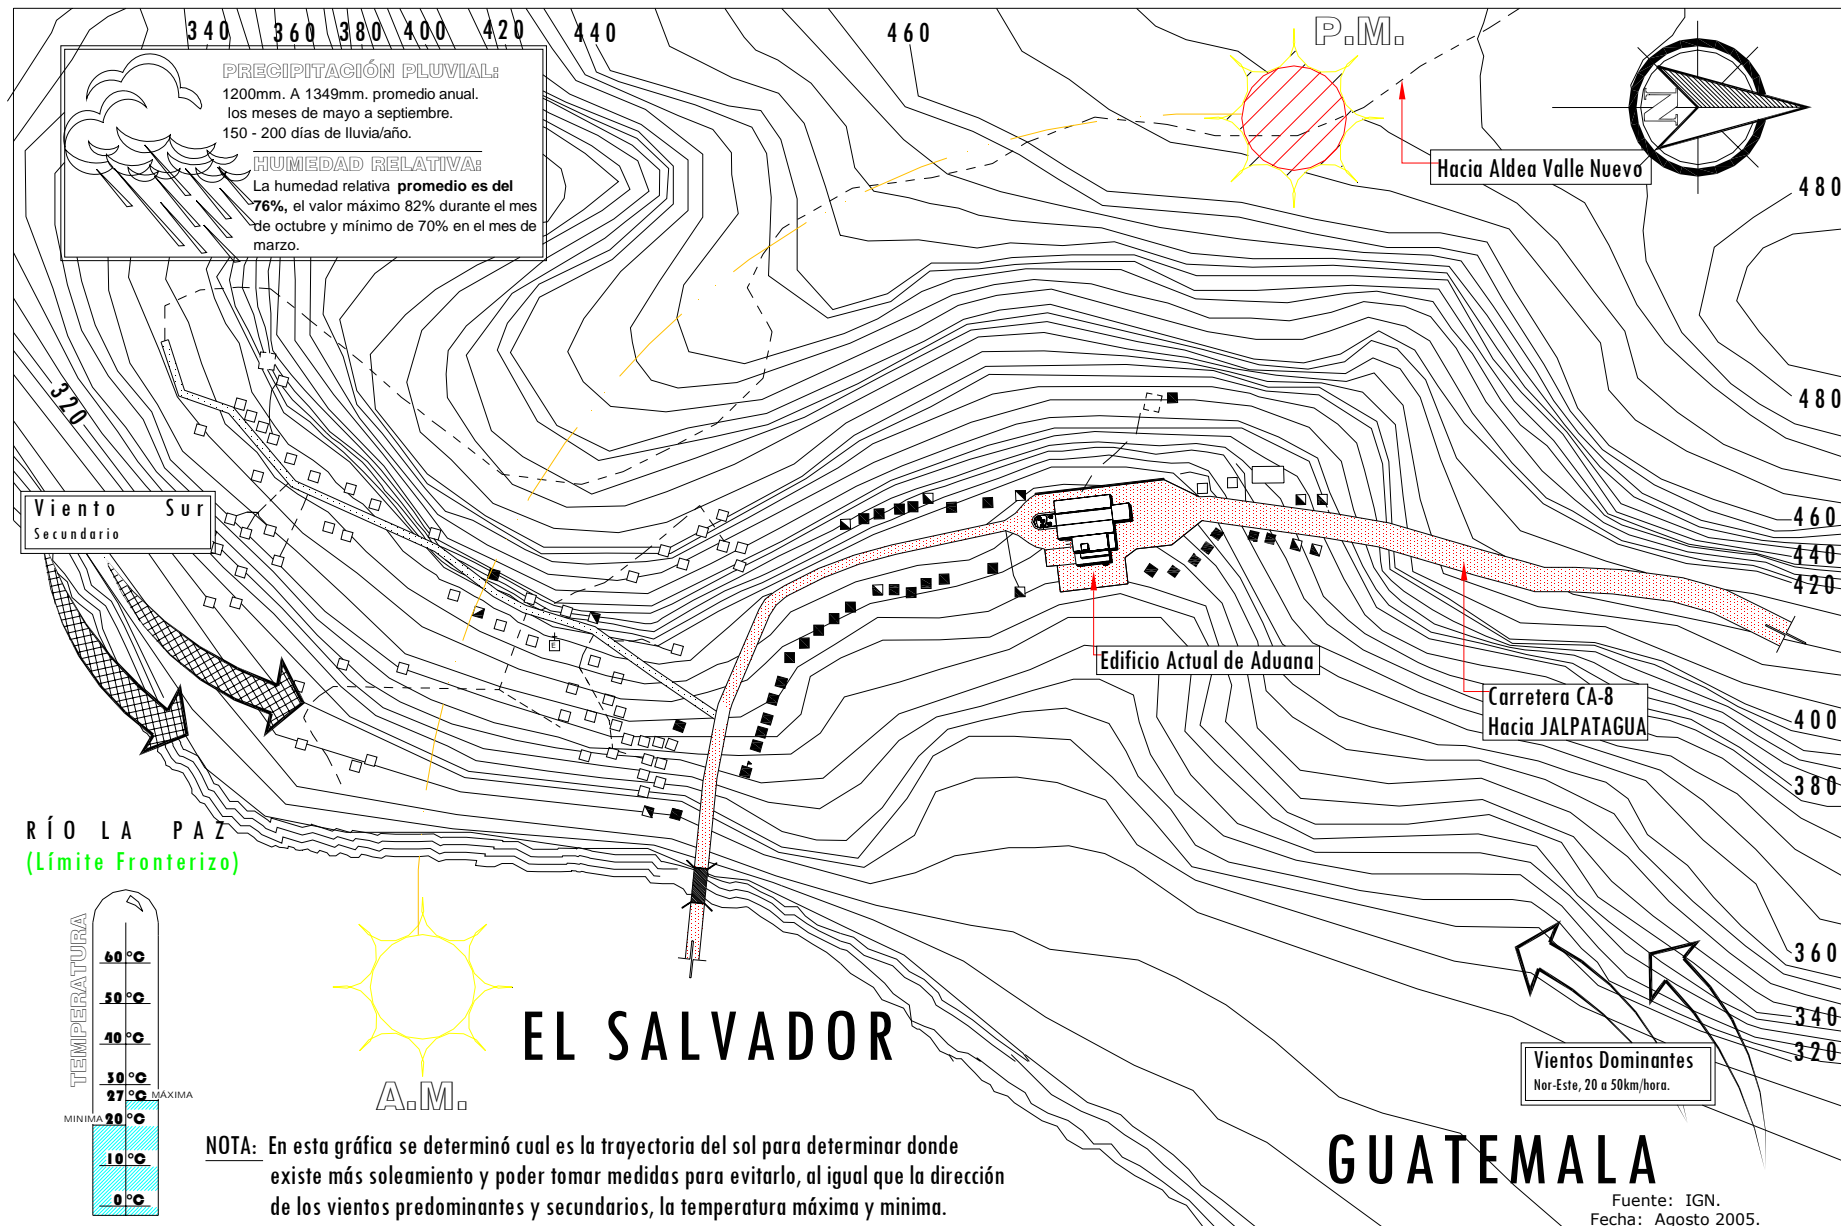 340 360 380 400 420 440 460
P.M.
PRECIPITACIÓN PLUVIAL:
1200mm. A 1349mm. promedio anual.
los meses de mayo a septiembre.
150 - 200 días de lluvia/año.
HUMEDAD RELATIVA:
La humedad relativa promedio es del
76%, el valor máximo 82% durante el mes
de octubre y mínimo de 70% en el mes de
marzo.
N
Hacia Aldea Valle Nuevo
480
480
320
Viento Sur
Secundario
460
440
420
Edificio Actual de Aduana
Carretera CA-8
Hacia JALPATAGUA
400
380
RÍO LA PAZ
(Límite Fronterizo)
360
340
320
TEMPERATURA
60 °C
50 °C
40 °C
30 °C
27 °C MÁXIMA
MINIMA 20 °C
10 °C
0 °C
A.M.
EL SALVADOR
Vientos Dominantes
Nor-Este, 20 a 50km/hora.
GUATEMALA
NOTA: En esta gráfica se determinó cual es la trayectoria del sol para determinar donde
existe más soleamiento y poder tomar medidas para evitarlo, al igual que la dirección
de los vientos predominantes y secundarios, la temperatura máxima y minima.
Fuente: IGN.
Fecha: Agosto 2005.